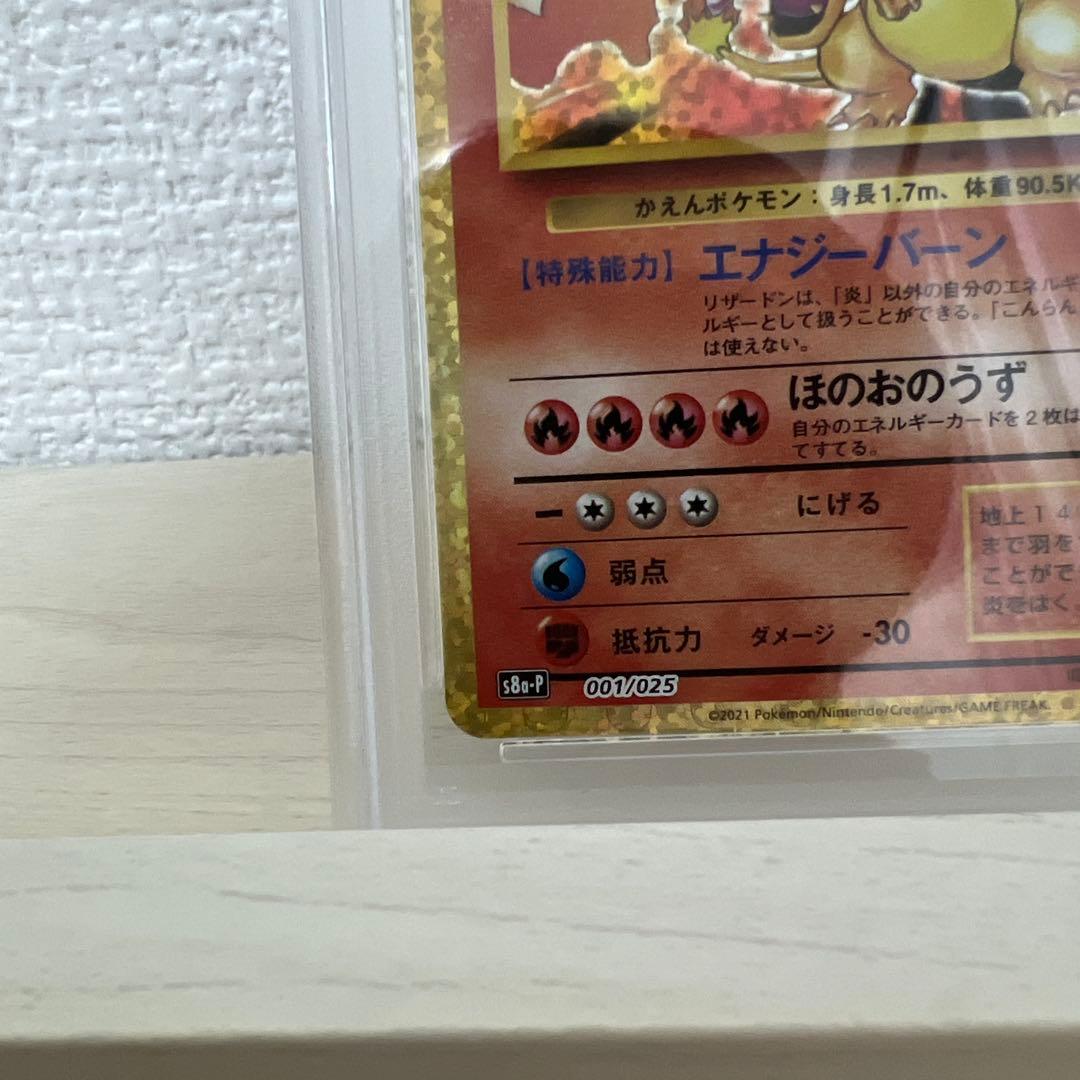 かえんポケモン：身長1.7m、体重90.5K
【特殊能力】エナジーバーン
リザードンは、「炎」以外の自分のエネルギ
ルギーとして扱うことができる。「こんらん
は使えない。
ほのおのうず
自分のエネルギーカードを2枚は
てすてる。
ー にげる
弱点
抵抗力 ダメージ -30
地上14
まで羽を
ことがで
炎をはく。
s8a-P 001/025
©2021 Pokémon/Nintendo/Creatures/GAME FREAK.